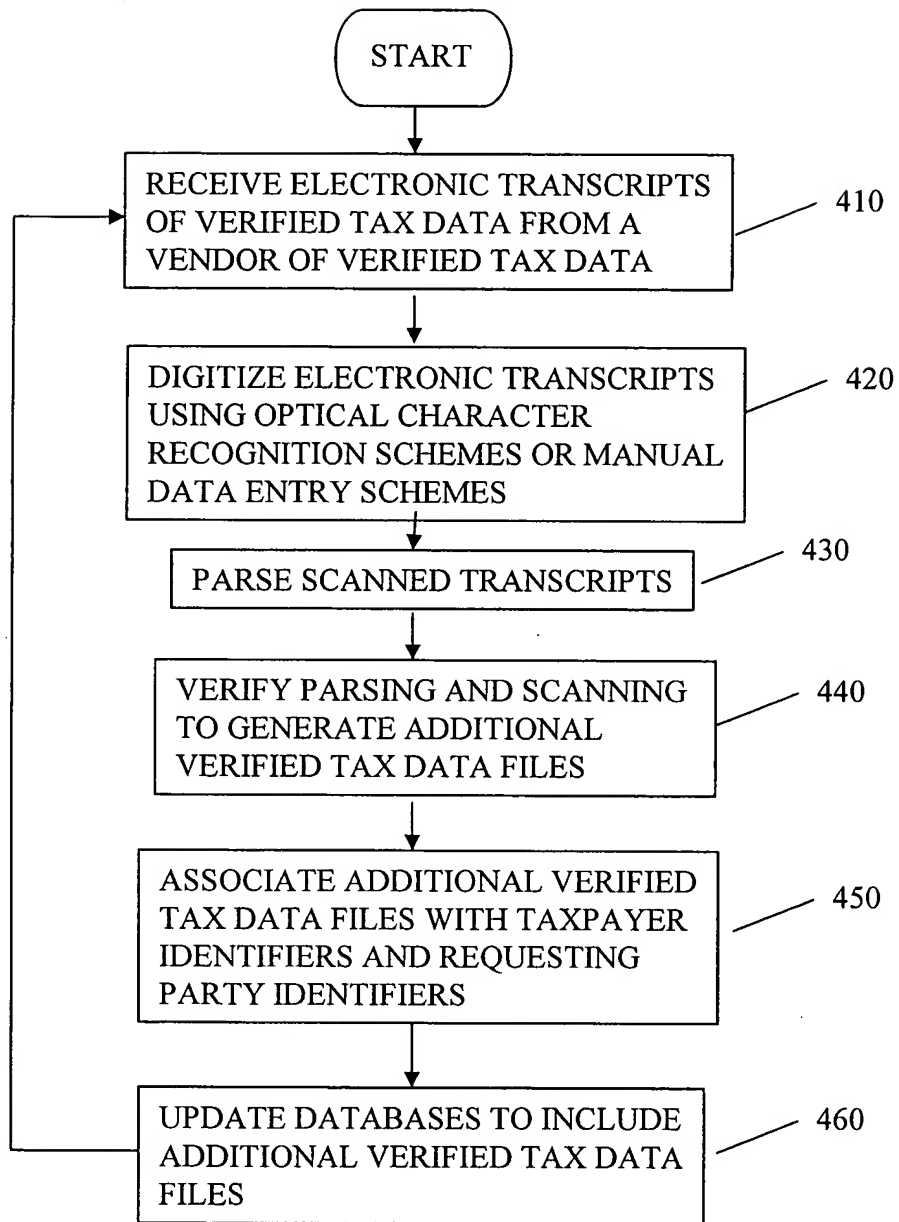 START
RECEIVE ELECTRONIC TRANSCRIPTS
OF VERIFIED TAX DATA FROM A
VENDOR OF VERIFIED TAX DATA
410
DIGITIZE ELECTRONIC TRANSCRIPTS
USING OPTICAL CHARACTER
RECOGNITION SCHEMES OR MANUAL
DATA ENTRY SCHEMES
420
PARSE SCANNED TRANSCRIPTS
430
VERIFY PARSING AND SCANNING
TO GENERATE ADDITIONAL
VERIFIED TAX DATA FILES
440
ASSOCIATE ADDITIONAL VERIFIED
TAX DATA FILES WITH TAXPAYER
IDENTIFIERS AND REQUESTING
PARTY IDENTIFIERS
450
UPDATE DATABASES TO INCLUDE
ADDITIONAL VERIFIED TAX DATA
FILES
460